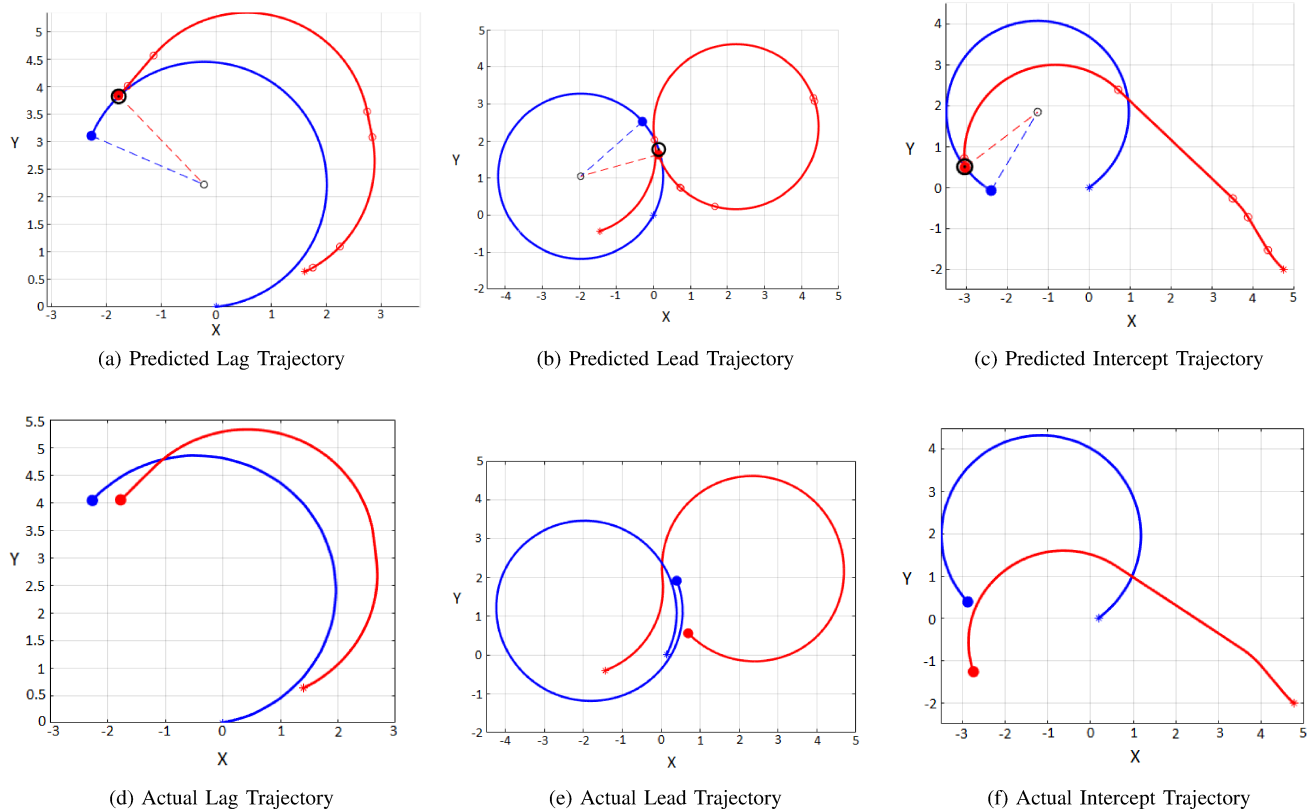 5
4.5
4
3.5
3
2.5
2
1.5
1
0.5
0
Y
-3 -2 -1 0 1 2 3
X
(a) Predicted Lag Trajectory
5
4
3
2
1
0
-1
-2
Y
-4 -3 -2 -1 0 1 2 3 4 5
X
(b) Predicted Lead Trajectory
4
3
2
1
0
-1
-2
Y
-3 -2 -1 0 1 2 3 4 5
X
(c) Predicted Intercept Trajectory
5.5
5
4.5
4
3.5
3
2.5
2
1.5
1
0.5
0
Y
-3 -2 -1 0 1 2 3
X
(d) Actual Lag Trajectory
5
4
3
2
1
0
-1
-2
Y
-4 -3 -2 -1 0 1 2 3 4 5
X
(e) Actual Lead Trajectory
4
3
2
1
0
-1
-2
Y
-3 -2 -1 0 1 2 3 4 5
X
(f) Actual Intercept Trajectory